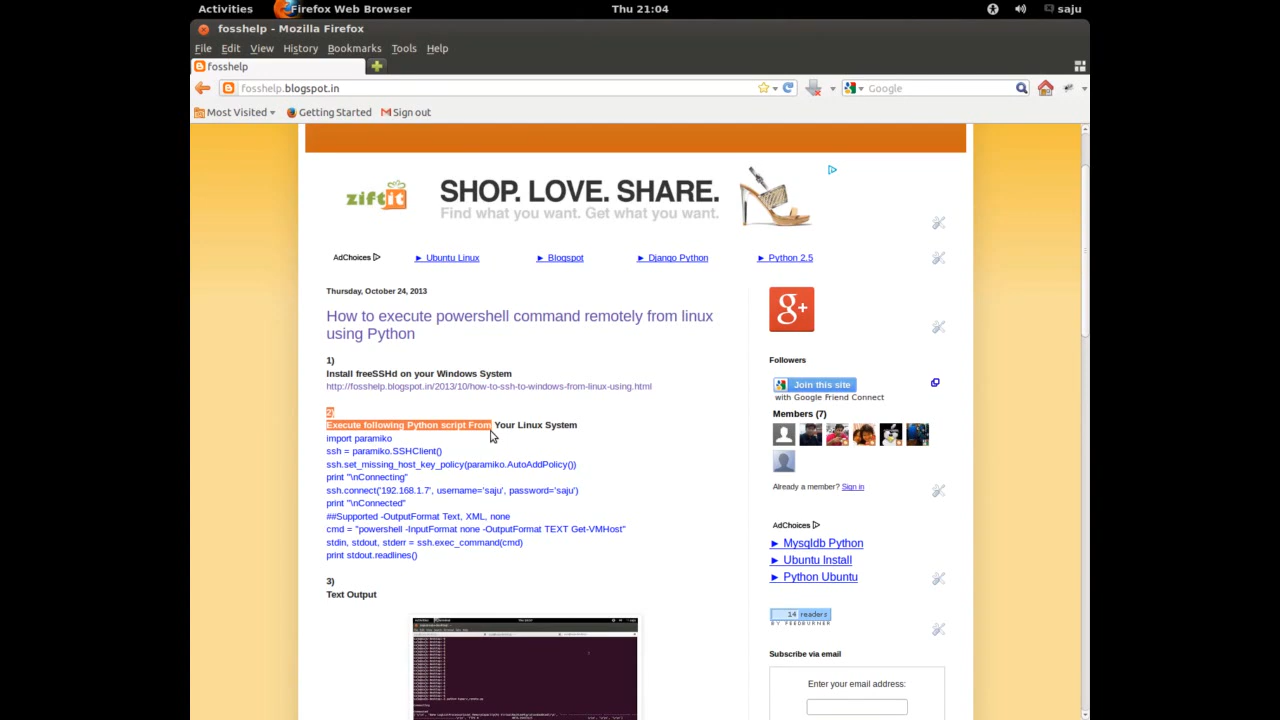 Activities Firefox Web Browser Thu 21:04 saju
fosshelp - Mozilla Firefox
File Edit View History Bookmarks Tools Help
fosshelp
fosshelp.blogspot.in Google
Most Visited Getting Started Sign out
ziftit SHOP. LOVE. SHARE.
Find what you want. Get what you want.
AdChoices ► Ubuntu Linux ► Blogspot ► Django Python ► Python 2.5
Thursday, October 24, 2013
How to execute powershell command remotely from linux
using Python
1)
Install freeSSHd on your Windows System
http://fosshelp.blogspot.in/2013/10/how-to-ssh-to-windows-from-linux-using.html
2)
Execute following Python script From Your Linux System
import paramiko
ssh = paramiko.SSHClient()
ssh.set_missing_host_key_policy(paramiko.AutoAddPolicy())
print "\nConnecting"
ssh.connect('192.168.1.7', username='saju', password='saju')
print "\nConnected"
##Supported -OutputFormat Text, XML, none
cmd = "powershell -InputFormat none -OutputFormat TEXT Get-VMHost"
stdin, stdout, stderr = ssh.exec_command(cmd)
print stdout.readlines()
3)
Text Output
g+
Followers
Join this site
with Google Friend Connect
Members (7)
Already a member? Sign in
AdChoices
► Mysqldb Python
► Ubuntu Install
► Python Ubuntu
14 readers
BY FEEDBURNER
Subscribe via email
Enter your email address: